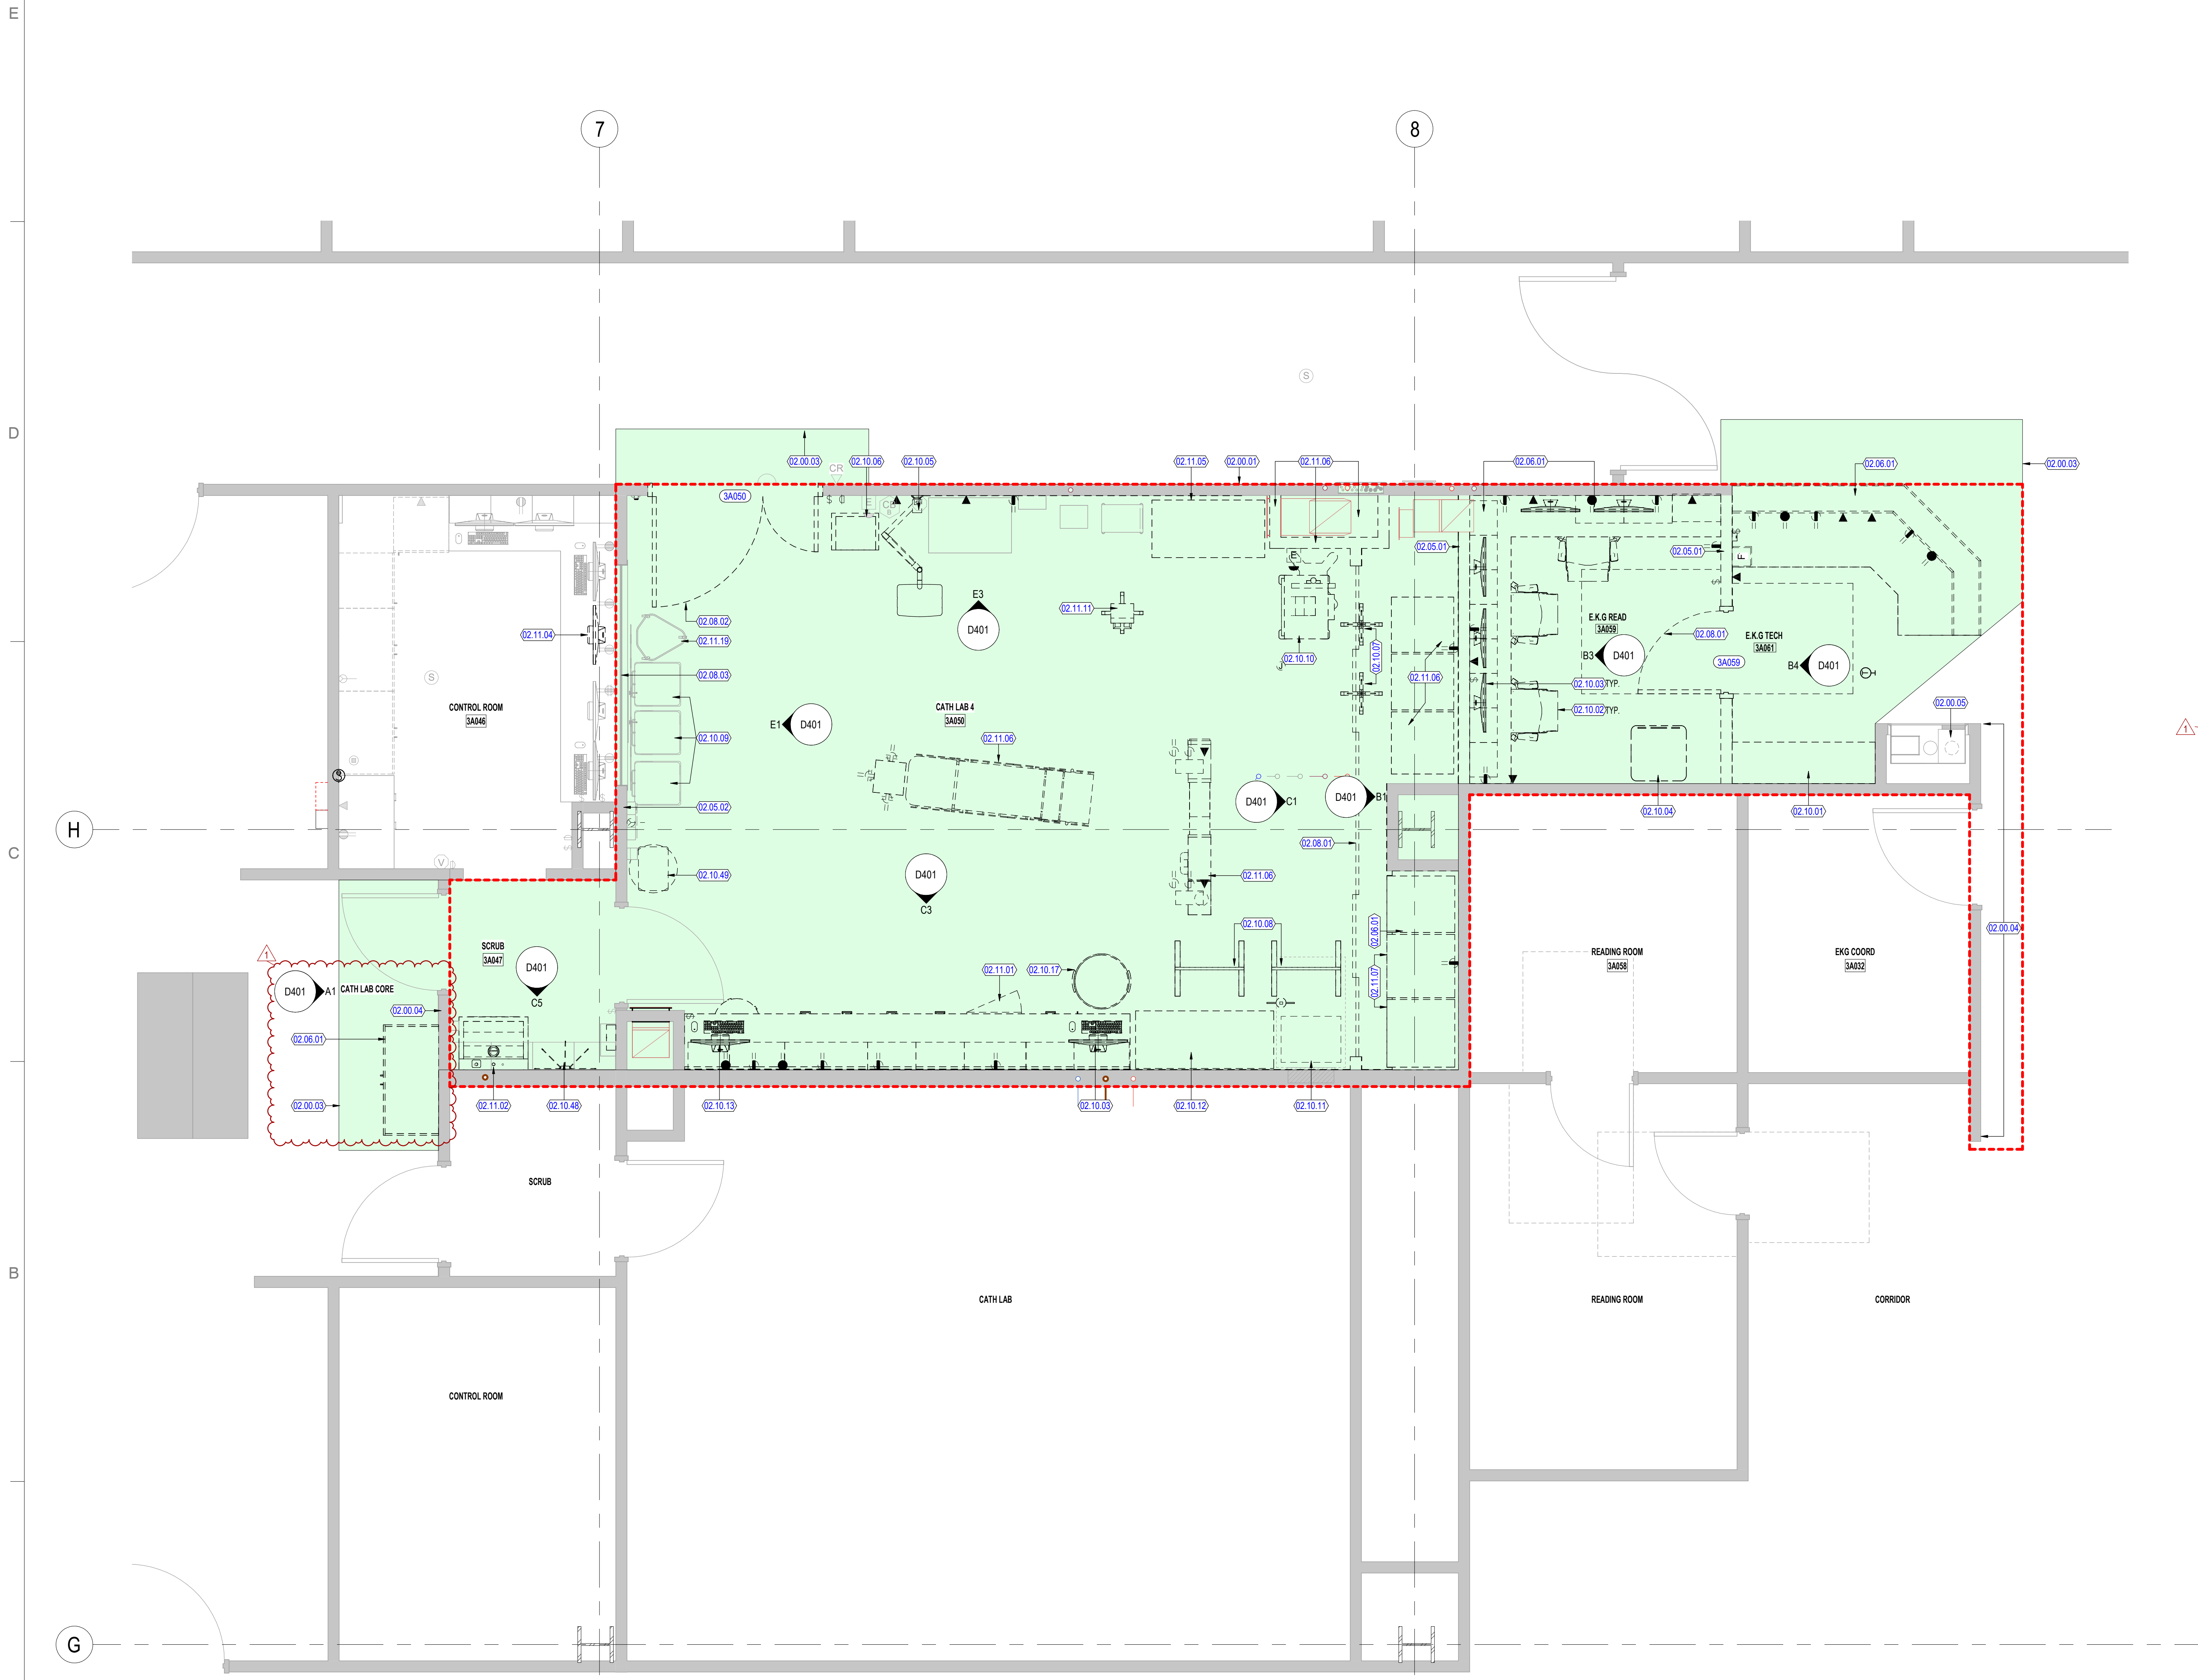 E
7
8
S
D
02.00.03
CR
02.10.06
02.10.05
02.11.05
02.00.01
02.11.06
02.06.01
02.06.01
02.00.03
3A050
E
CB
8
02.05.01
02.05.01
F
E
E3
D401
02.11.11
02.08.02
02.11.04
02.11.19
02.10.10
02.10.07
E.K.G READ
3A059
02.08.01
E.K.G TECH
3A061
B3
D401
3A059
B4
D401
T
S
02.08.03
02.11.06
02.10.03 TYP.
CONTROL ROOM
3A046
CATH LAB 4
3A050
02.10.02 TYP.
02.00.05
1
E1
D401
02.10.09
02.11.06
D401
C1
D401
B1
02.05.02
02.10.04
02.10.01
H
C
02.08.01
V
02.10.49
D401
C3
02.11.06
02.06.01
02.10.08
02.00.04
SCRUB
3A047
READING ROOM
3A058
EKG COORD
3A032
1
D401
C5
02.11.01
02.10.17
02.11.07
D401
A1
CATH LAB CORE
02.00.04
02.06.01
02.00.03
02.11.02
02.10.48
02.10.13
02.10.03
02.10.12
02.10.11
SCRUB
B
CATH LAB
READING ROOM
CORRIDOR
CONTROL ROOM
G